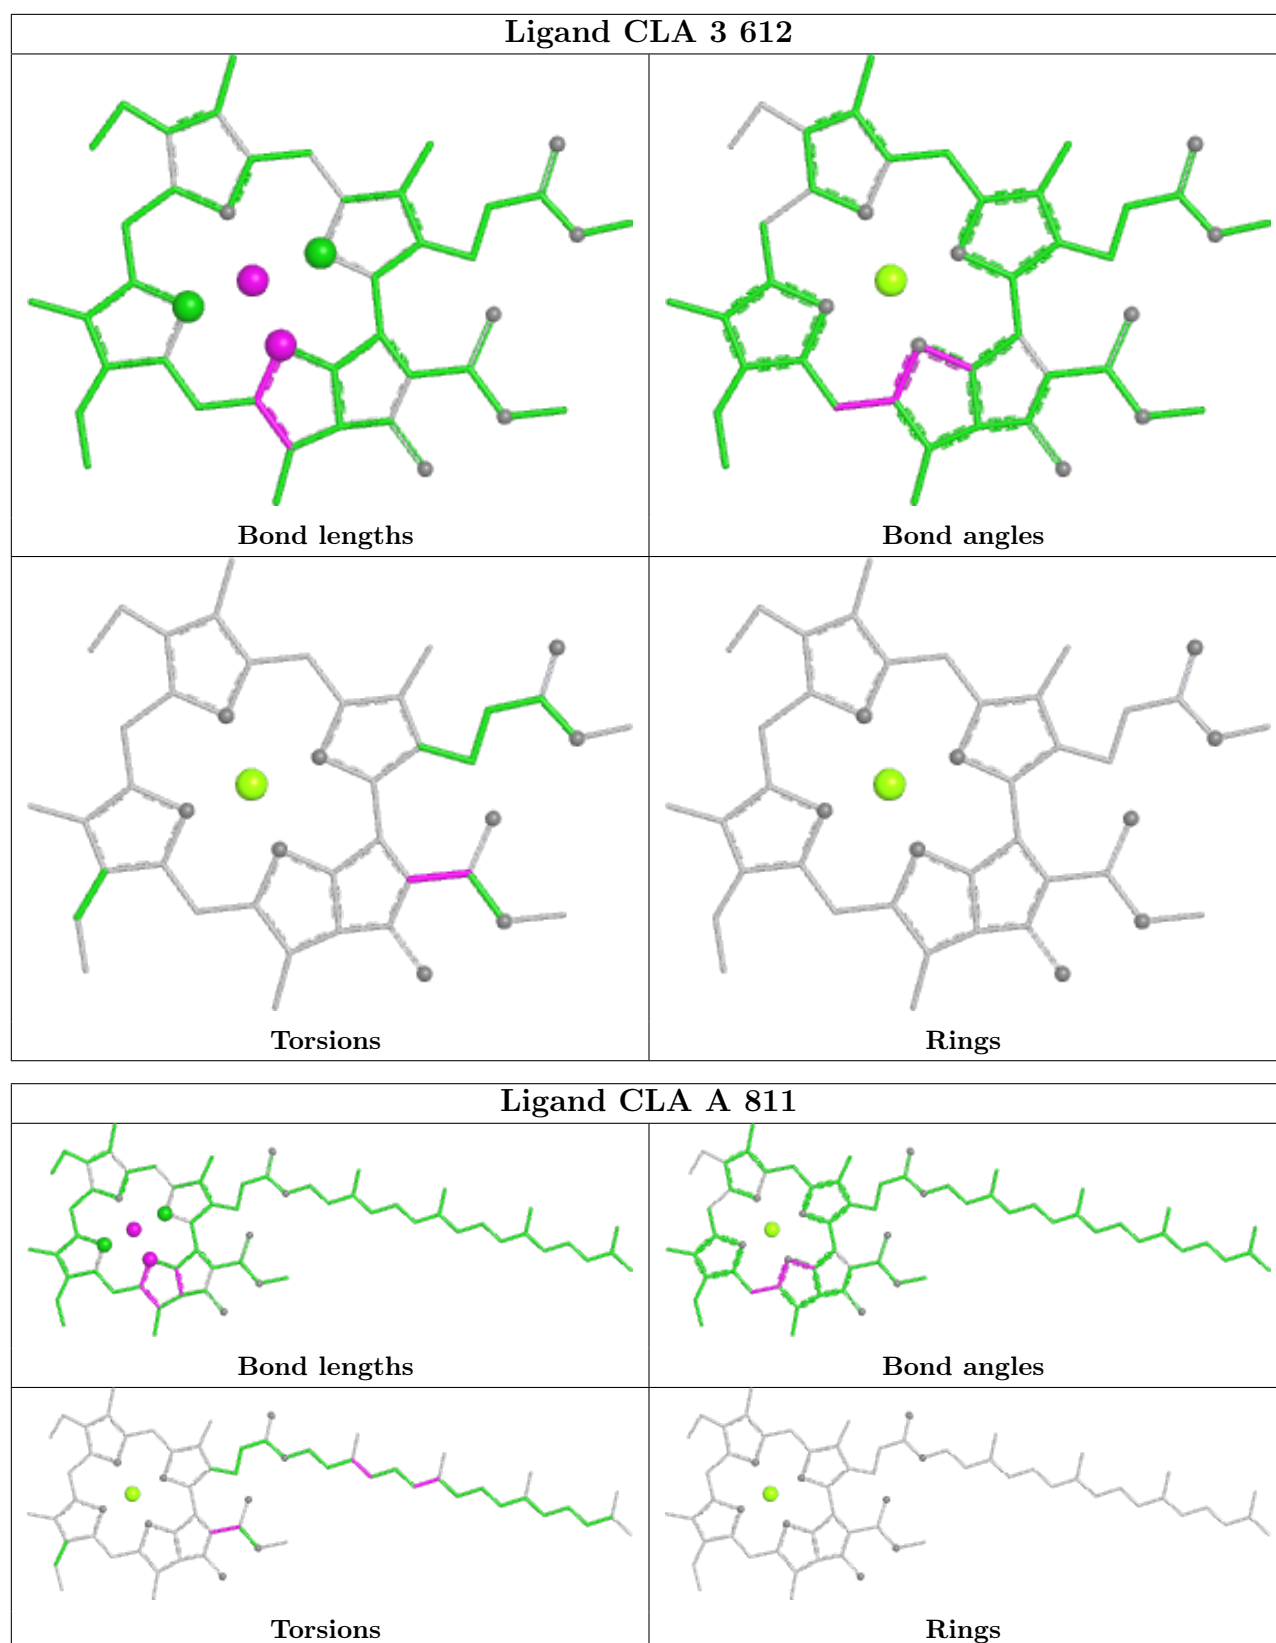 Ligand CLA 3 612
Bond lengths
Bond angles
Torsions
Rings
Ligand CLA A 811
Bond lengths
Bond angles
Torsions
Rings